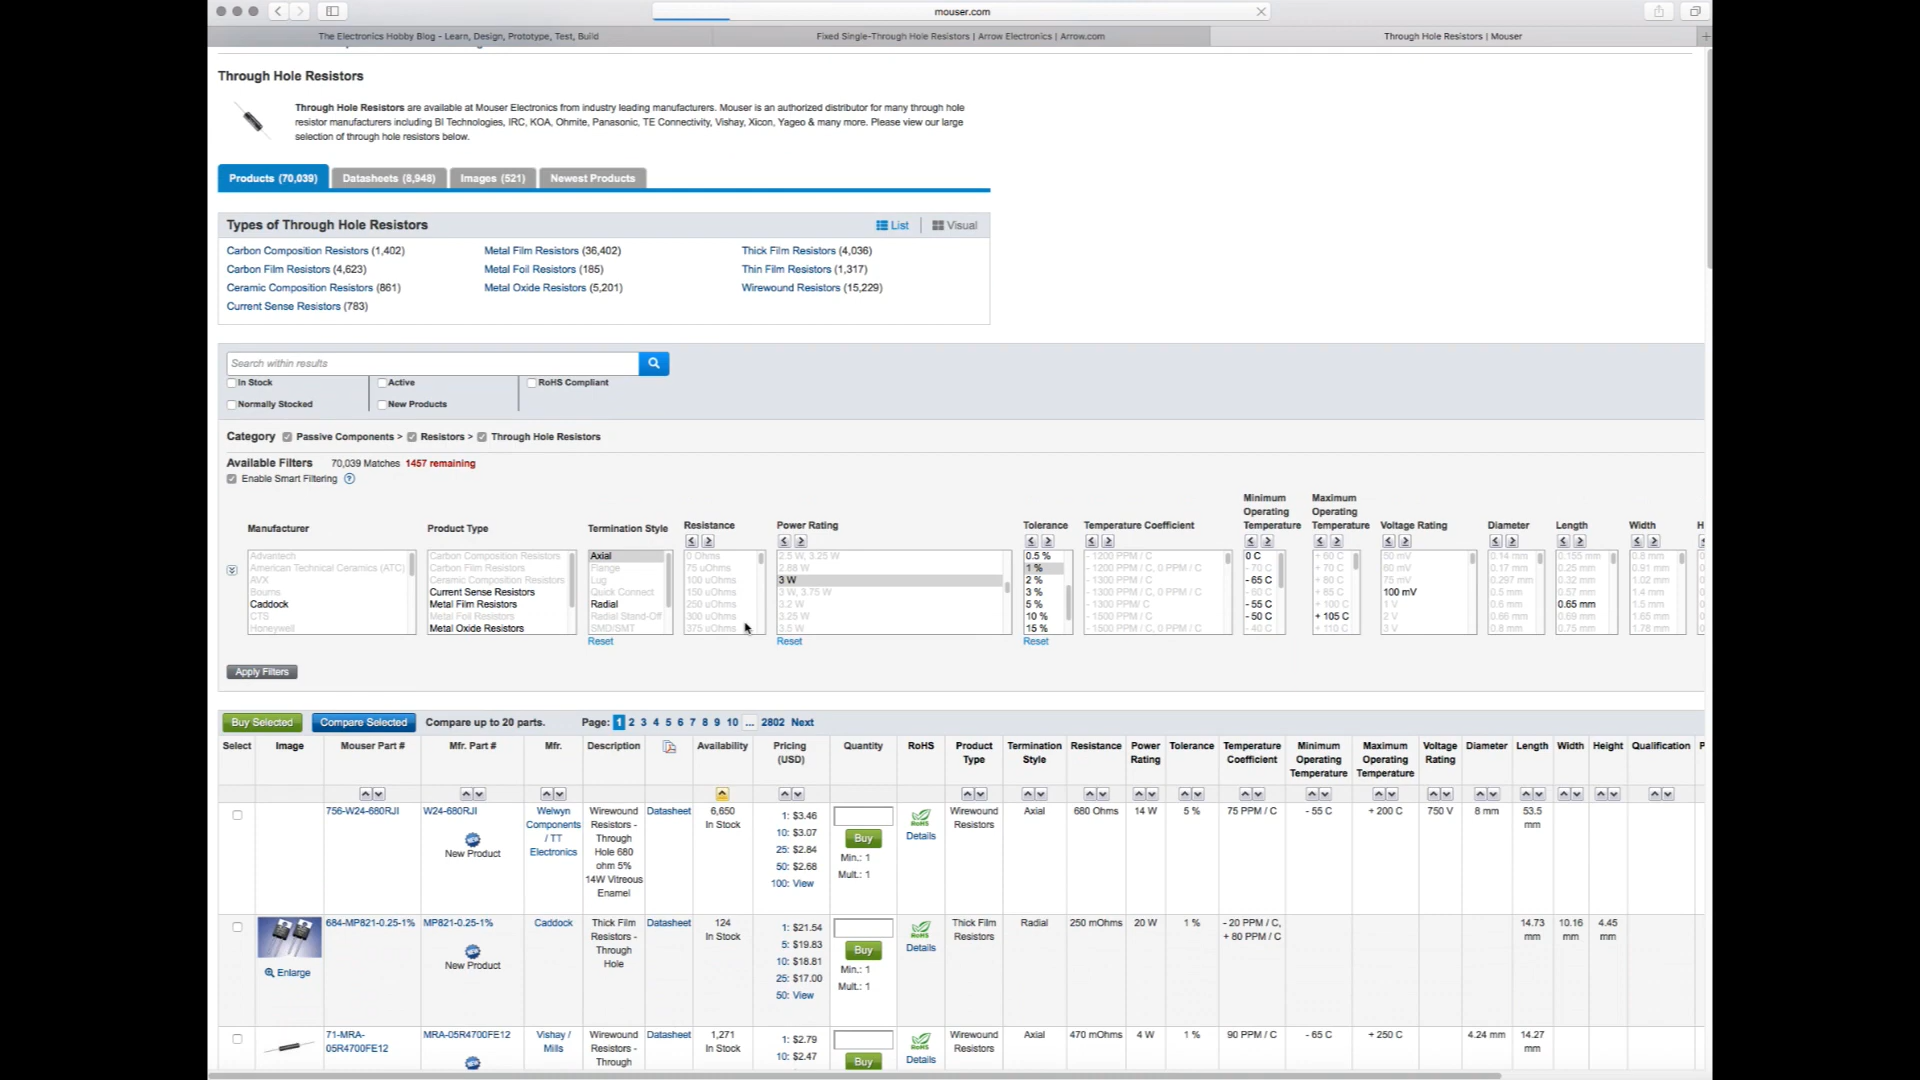 mouser.com
The Electronics Hobby Blog - Learn, Design, Prototype, Test, Build
Fixed Single-Through Hole Resistors | Arrow Electronics | Arrow.com
Through Hole Resistors | Mouser
Through Hole Resistors
Through Hole Resistors are available at Mouser Electronics from industry leading manufacturers. Mouser is an authorized distributor for many through hole
resistor manufacturers including BI Technologies, IRC, KOA, Ohmite, Panasonic, TE Connectivity, Vishay, Xicon, Yageo & many more. Please view our large
selection of through hole resistors below.
Products (70,039) Datasheets (8,948) Images (521) Newest Products
Types of Through Hole Resistors List Visual
Carbon Composition Resistors (1,402) Metal Film Resistors (36,402) Thick Film Resistors (4,036)
Carbon Film Resistors (4,623) Metal Foil Resistors (185) Thin Film Resistors (1,317)
Ceramic Composition Resistors (861) Metal Oxide Resistors (5,201) Wirewound Resistors (15,229)
Current Sense Resistors (783)
Search within results
In Stock Active RoHS Compliant
Normally Stocked New Products
Category Passive Components > Resistors > Through Hole Resistors
Available Filters 70,039 Matches 1457 remaining
Enable Smart Filtering ?
Manufacturer
Advantech
American Technical Ceramics (ATC)
AVX
Bourns
Caddock
CTS
Honeywell
Product Type
Carbon Composition Resistors
Carbon Film Resistors
Ceramic Composition Resistors
Current Sense Resistors
Metal Film Resistors
Metal Foil Resistors
Metal Oxide Resistors
Termination Style
Axial
Flange
Lug
Quick Connect
Radial
Radial Stand-Off
SMD/SMT
Reset
Resistance
0 Ohms
75 uOhms
100 uOhms
150 uOhms
250 uOhms
300 uOhms
375 uOhms
Power Rating
2.5 W, 3.25 W
2.88 W
3 W
3 W, 3.75 W
3.2 W
3.25 W
3.5 W
Reset
Tolerance
0.5 %
1 %
2 %
3 %
5 %
10 %
15 %
Reset
Temperature Coefficient
- 1200 PPM / C
- 1200 PPM / C, 0 PPM / C
- 1300 PPM / C
- 1300 PPM / C, 0 PPM / C
- 1300 PPM/ C
- 1500 PPM / C
- 1500 PPM / C, 0 PPM / C
Minimum
Operating
Temperature
0 C
- 70 C
- 65 C
- 60 C
- 55 C
- 50 C
- 40 C
Maximum
Operating
Temperature
+ 60 C
+ 70 C
+ 80 C
+ 85 C
+ 100 C
+ 105 C
+ 110 C
Voltage Rating
50 mV
60 mV
75 mV
100 mV
1 V
2 V
3 V
Diameter
0.14 mm
0.17 mm
0.297 mm
0.5 mm
0.6 mm
0.66 mm
0.8 mm
Length
0.155 mm
0.25 mm
0.32 mm
0.57 mm
0.65 mm
0.69 mm
0.75 mm
Width
0.8 mm
0.91 mm
1.02 mm
1.4 mm
1.5 mm
1.65 mm
1.78 mm
H
Apply Filters
Buy Selected Compare Selected Compare up to 20 parts. Page: 1 2 3 4 5 6 7 8 9 10 ... 2802 Next
Select Image Mouser Part # Mfr. Part # Mfr. Description Availability Pricing (USD) Quantity RoHS Product Type Termination Style Resistance Power Rating Tolerance Temperature Coefficient Minimum Operating Temperature Maximum Operating Temperature Voltage Rating Diameter Length Width Height Qualification P
756-W24-680RJI
W24-680RJI
New Product
Welwyn
Components
/ TT
Electronics
Wirewound
Resistors -
Through
Hole 680
ohm 5%
14W Vitreous
Enamel
Datasheet
6,650
In Stock
1: $3.46
10: $3.07
25: $2.84
50: $2.68
100: View
Buy
Min.: 1
Mult.: 1
RoHS
Details
Wirewound
Resistors
Axial
680 Ohms
14 W
5 %
75 PPM / C
- 55 C
+ 200 C
750 V
8 mm
53.5
mm
Enlarge
684-MP821-0.25-1%
MP821-0.25-1%
New Product
Caddock
Thick Film
Resistors -
Through
Hole
Datasheet
124
In Stock
1: $21.54
5: $19.83
10: $18.81
25: $17.00
50: View
Buy
Min.: 1
Mult.: 1
RoHS
Details
Thick Film
Resistors
Radial
250 mOhms
20 W
1 %
- 20 PPM / C,
+ 80 PPM / C
14.73
mm
10.16
mm
4.45
mm
71-MRA-
05R4700FE12
MRA-05R4700FE12
Vishay /
Mills
Wirewound
Resistors -
Through
Datasheet
1,271
In Stock
1: $2.79
10: $2.47
Buy
RoHS
Details
Wirewound
Resistors
Axial
470 mOhms
4 W
1 %
90 PPM / C
- 65 C
+ 250 C
4.24 mm
14.27
mm